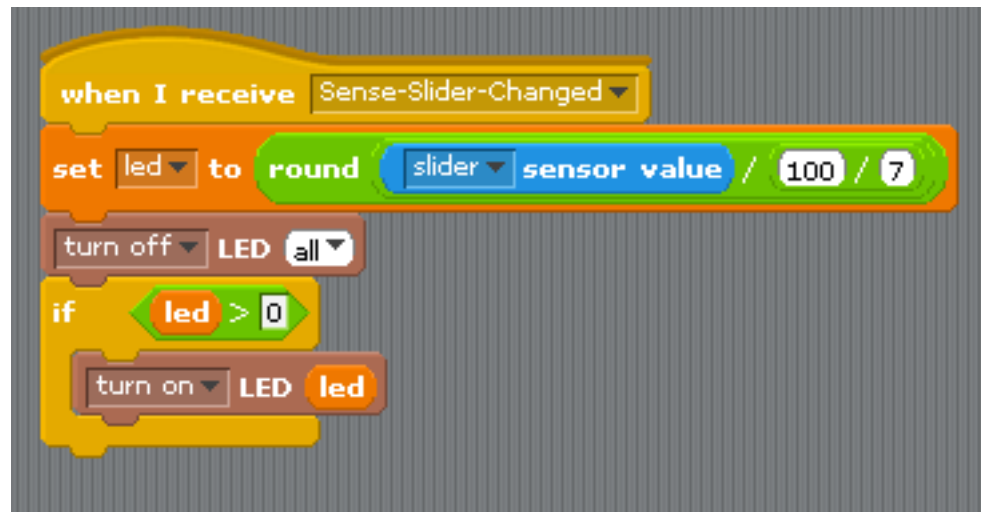 when I receive Sense-Slider-Changed
set led to round slider sensor value / 100 / 7
turn off LED all
if led > 0
turn on LED led